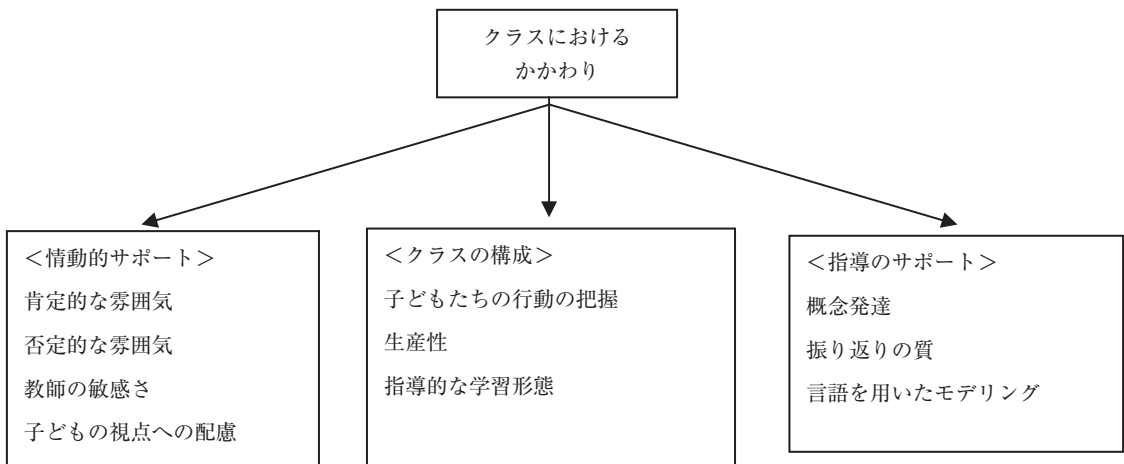 クラスにおける
かかわり
<情動的サポート>
肯定的な雰囲気
否定的な雰囲気
教師の敏感さ
子どもの視点への配慮
<クラスの構成>
子どもたちの行動の把握
生産性
指導的な学習形態
<指導のサポート>
概念発達
振り返りの質
言語を用いたモデリング